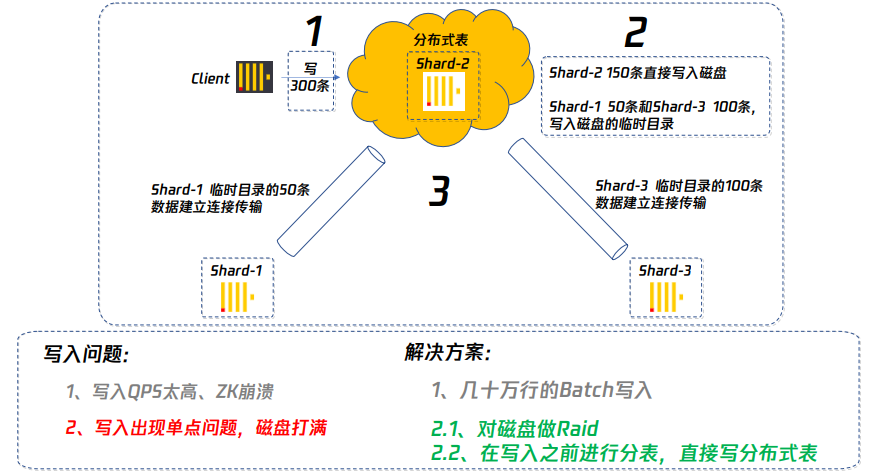 1
2
分布式表
Shard-2
Client
写
300条
Shard-2 150条直接写入磁盘
Shard-1 50条和Shard-3 100条，
写入磁盘的临时目录
3
Shard-1 临时目录的50条
数据建立连接传输
Shard-3 临时目录的100条
数据建立连接传输
Shard-1
Shard-3
写入问题：
1、写入QPS太高、ZK崩溃
2、写入出现单点问题，磁盘打满
解决方案：
1、几十万行的Batch写入
2.1、对磁盘做Raid
2.2、在写入之前进行分表，直接写分布式表